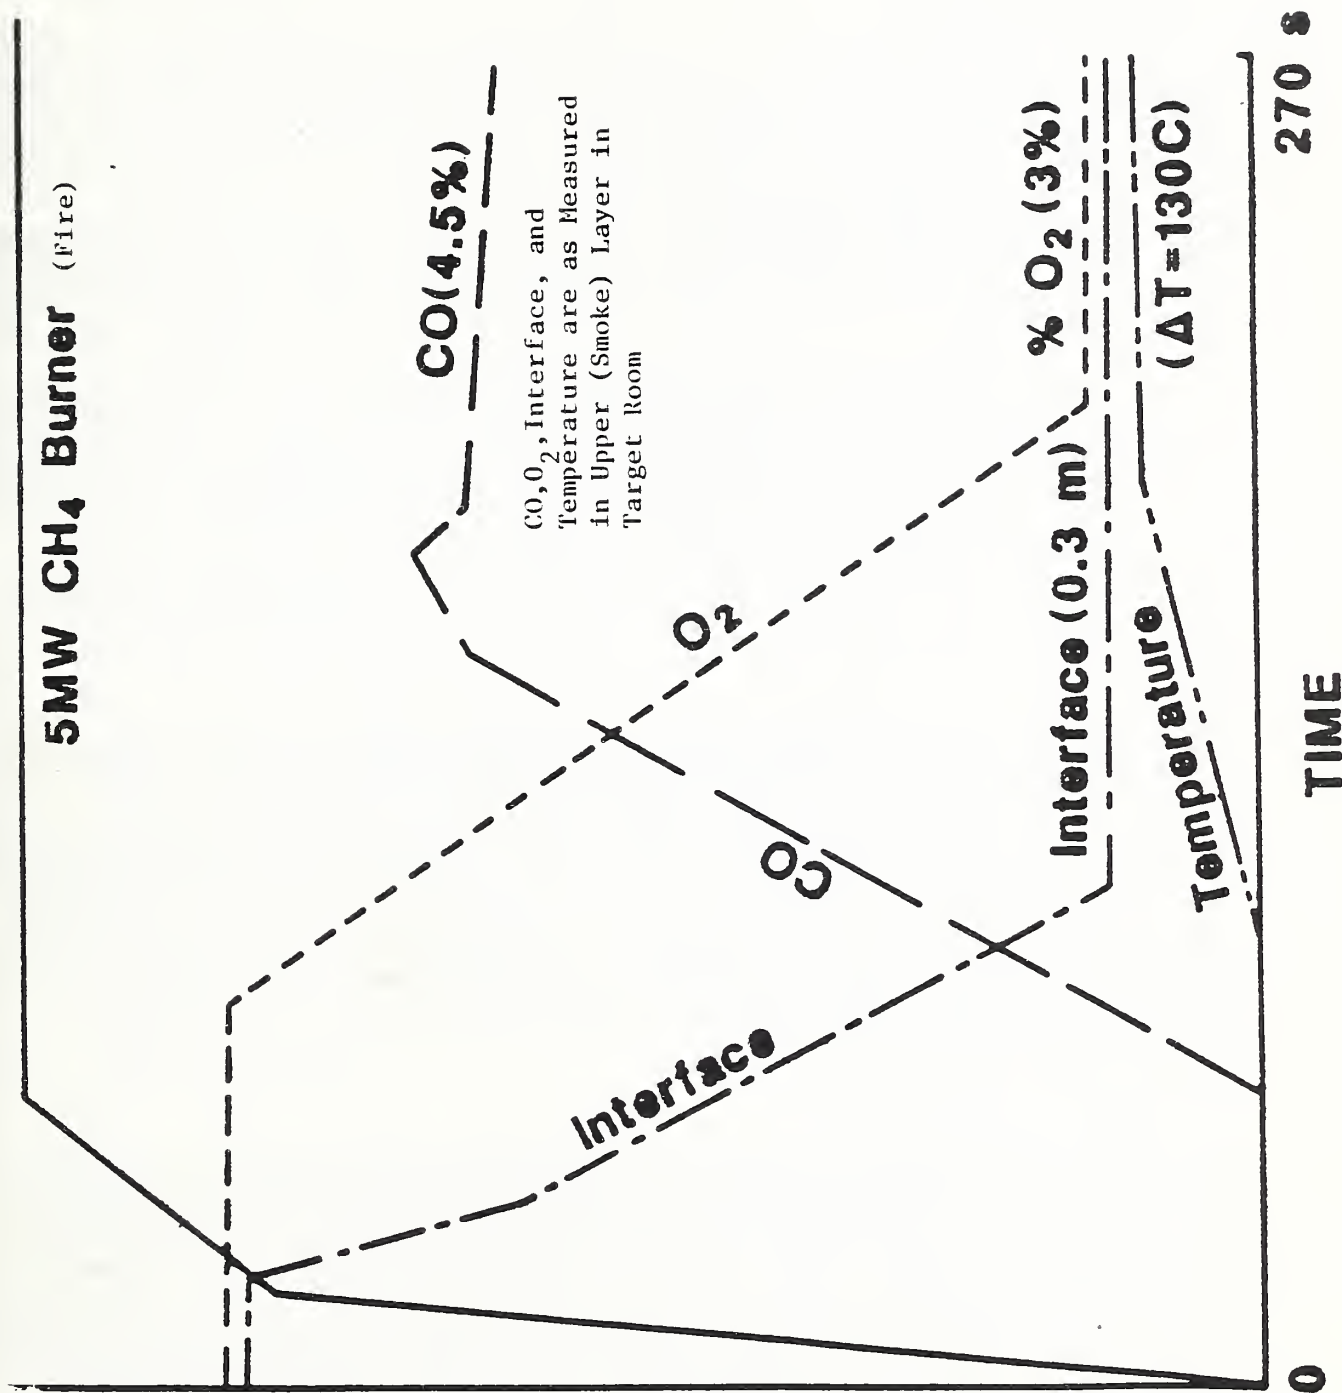 5MW CH₄ Burner (Fire)
CO(4.5%)
CO,O₂,Interface, and
Temperature are as Measured
in Upper (Smoke) Layer in
Target Room
O₂
CO
Interface
% O₂ (3%)
Interface (0.3 m)
Temperature
(ΔT=130C)
0
TIME
270 s